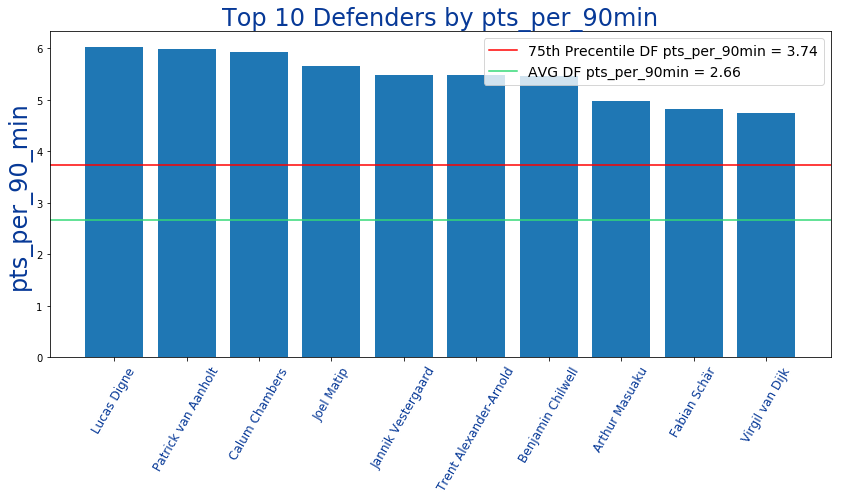 Top 10 Defenders by pts_per_90min
75th Precentile DF pts_per_90min = 3.74
AVG DF pts_per_90min = 2.66
pts_per_90_min
6
5
4
3
2
1
0
Lucas Digne
Patrick van Aanholt
Calum Chambers
Joel Matip
Jannik Vestergaard
Trent Alexander-Arnold
Benjamin Chilwell
Arthur Masuaku
Fabian Schär
Virgil van Dijk